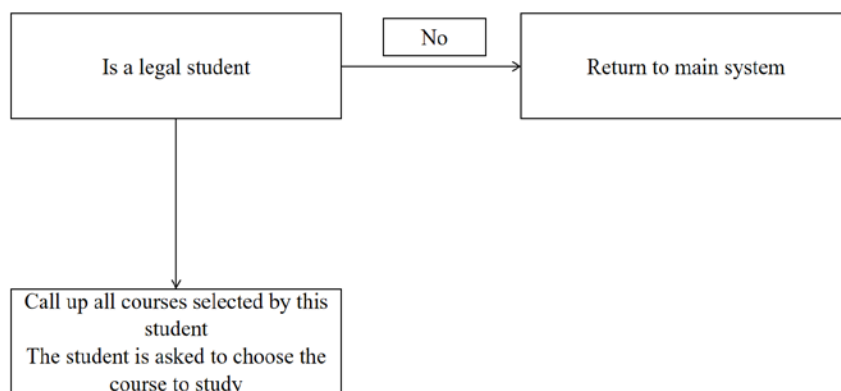 No
Is a legal student
Return to main system
Call up all courses selected by this
student
The student is asked to choose the
course to study